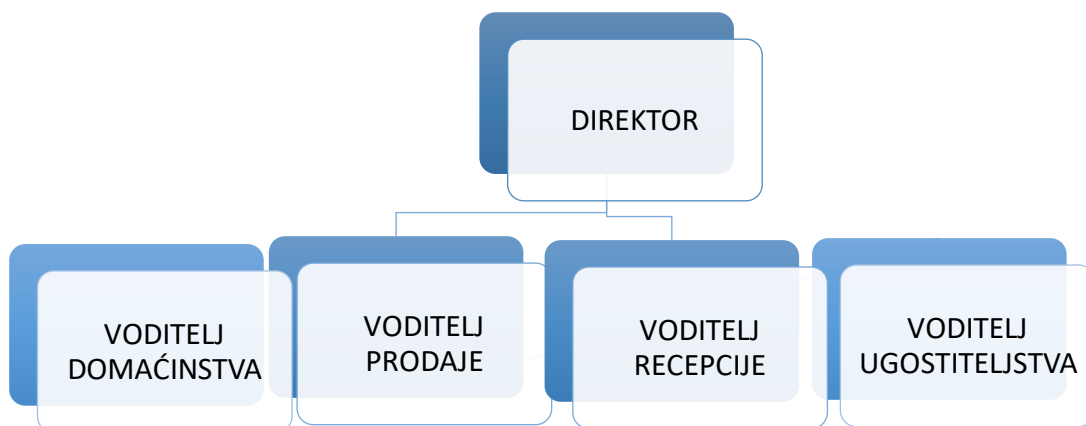 DIREKTOR
VODITELJ
DOMAĆINSTVA
VODITELJ
PRODAJE
VODITELJ
RECEPCIJE
VODITELJ
UGOSTITELJSTVA